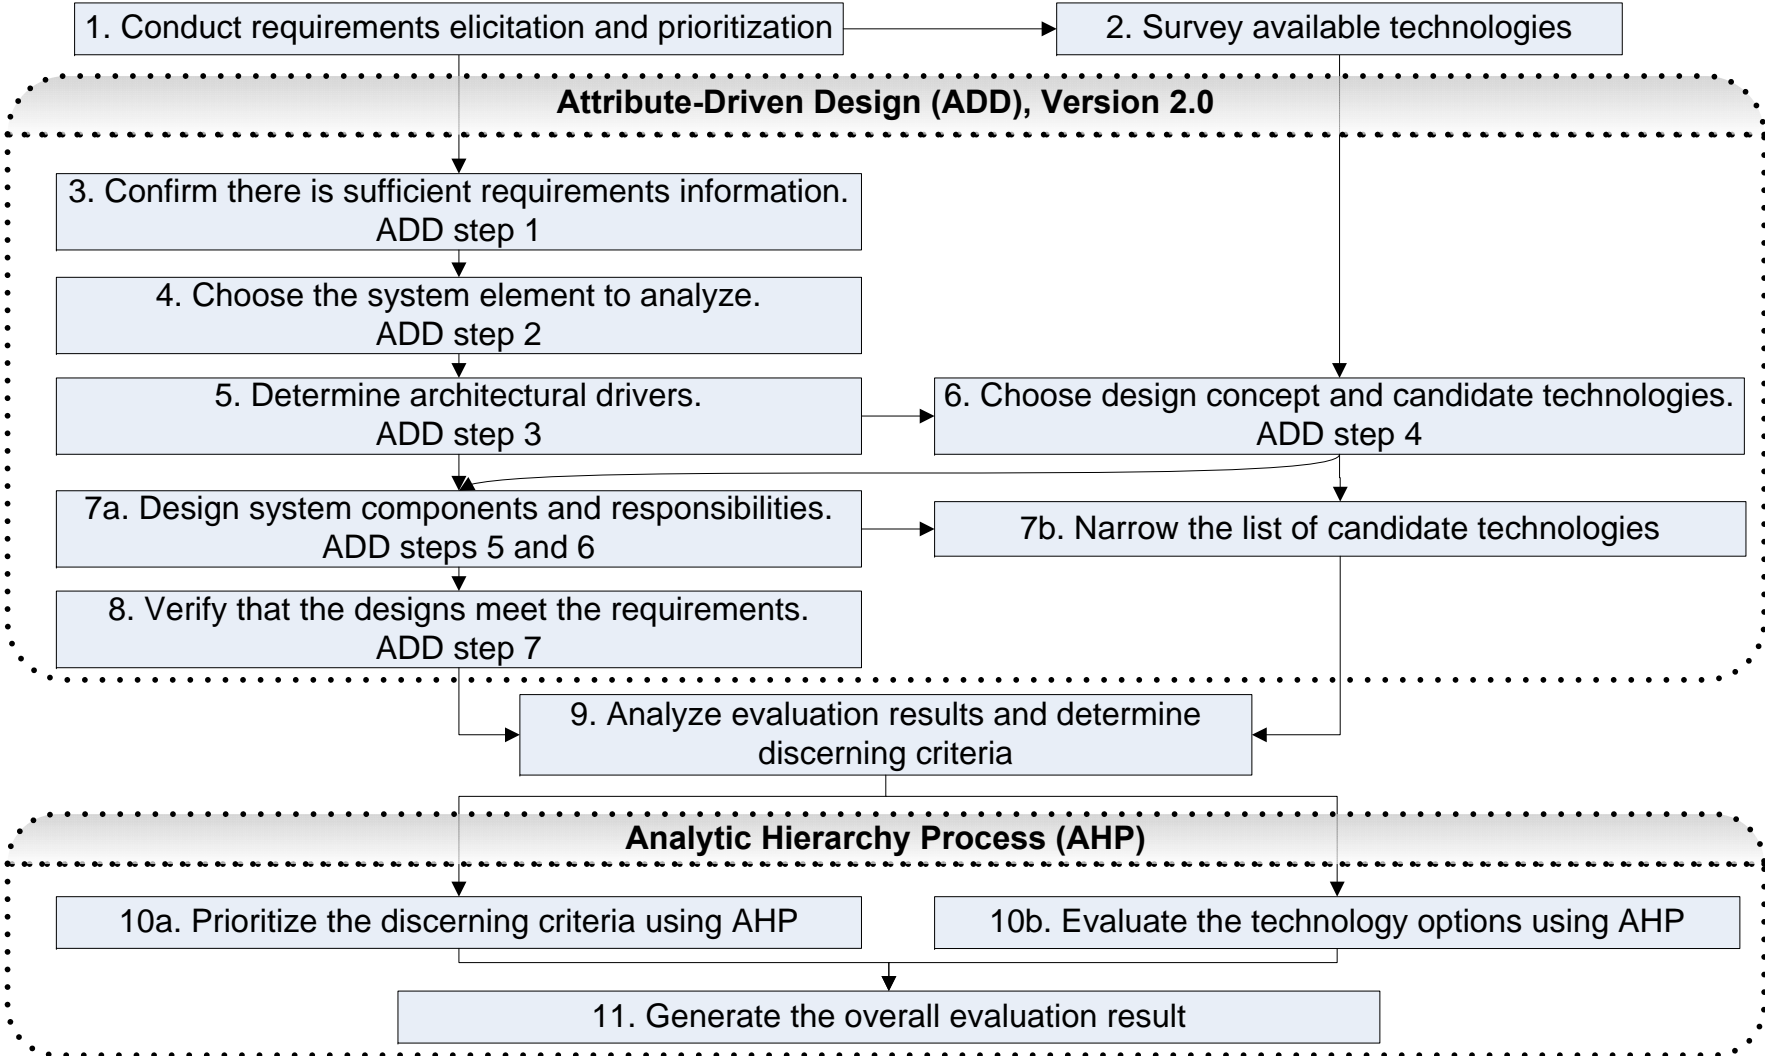 1. Conduct requirements elicitation and prioritization
2. Survey available technologies
Attribute-Driven Design (ADD), Version 2.0
3. Confirm there is sufficient requirements information.
ADD step 1
4. Choose the system element to analyze.
ADD step 2
5. Determine architectural drivers.
ADD step 3
6. Choose design concept and candidate technologies.
ADD step 4
7a. Design system components and responsibilities.
ADD steps 5 and 6
7b. Narrow the list of candidate technologies
8. Verify that the designs meet the requirements.
ADD step 7
9. Analyze evaluation results and determine
discerning criteria
Analytic Hierarchy Process (AHP)
10a. Prioritize the discerning criteria using AHP
10b. Evaluate the technology options using AHP
11. Generate the overall evaluation result